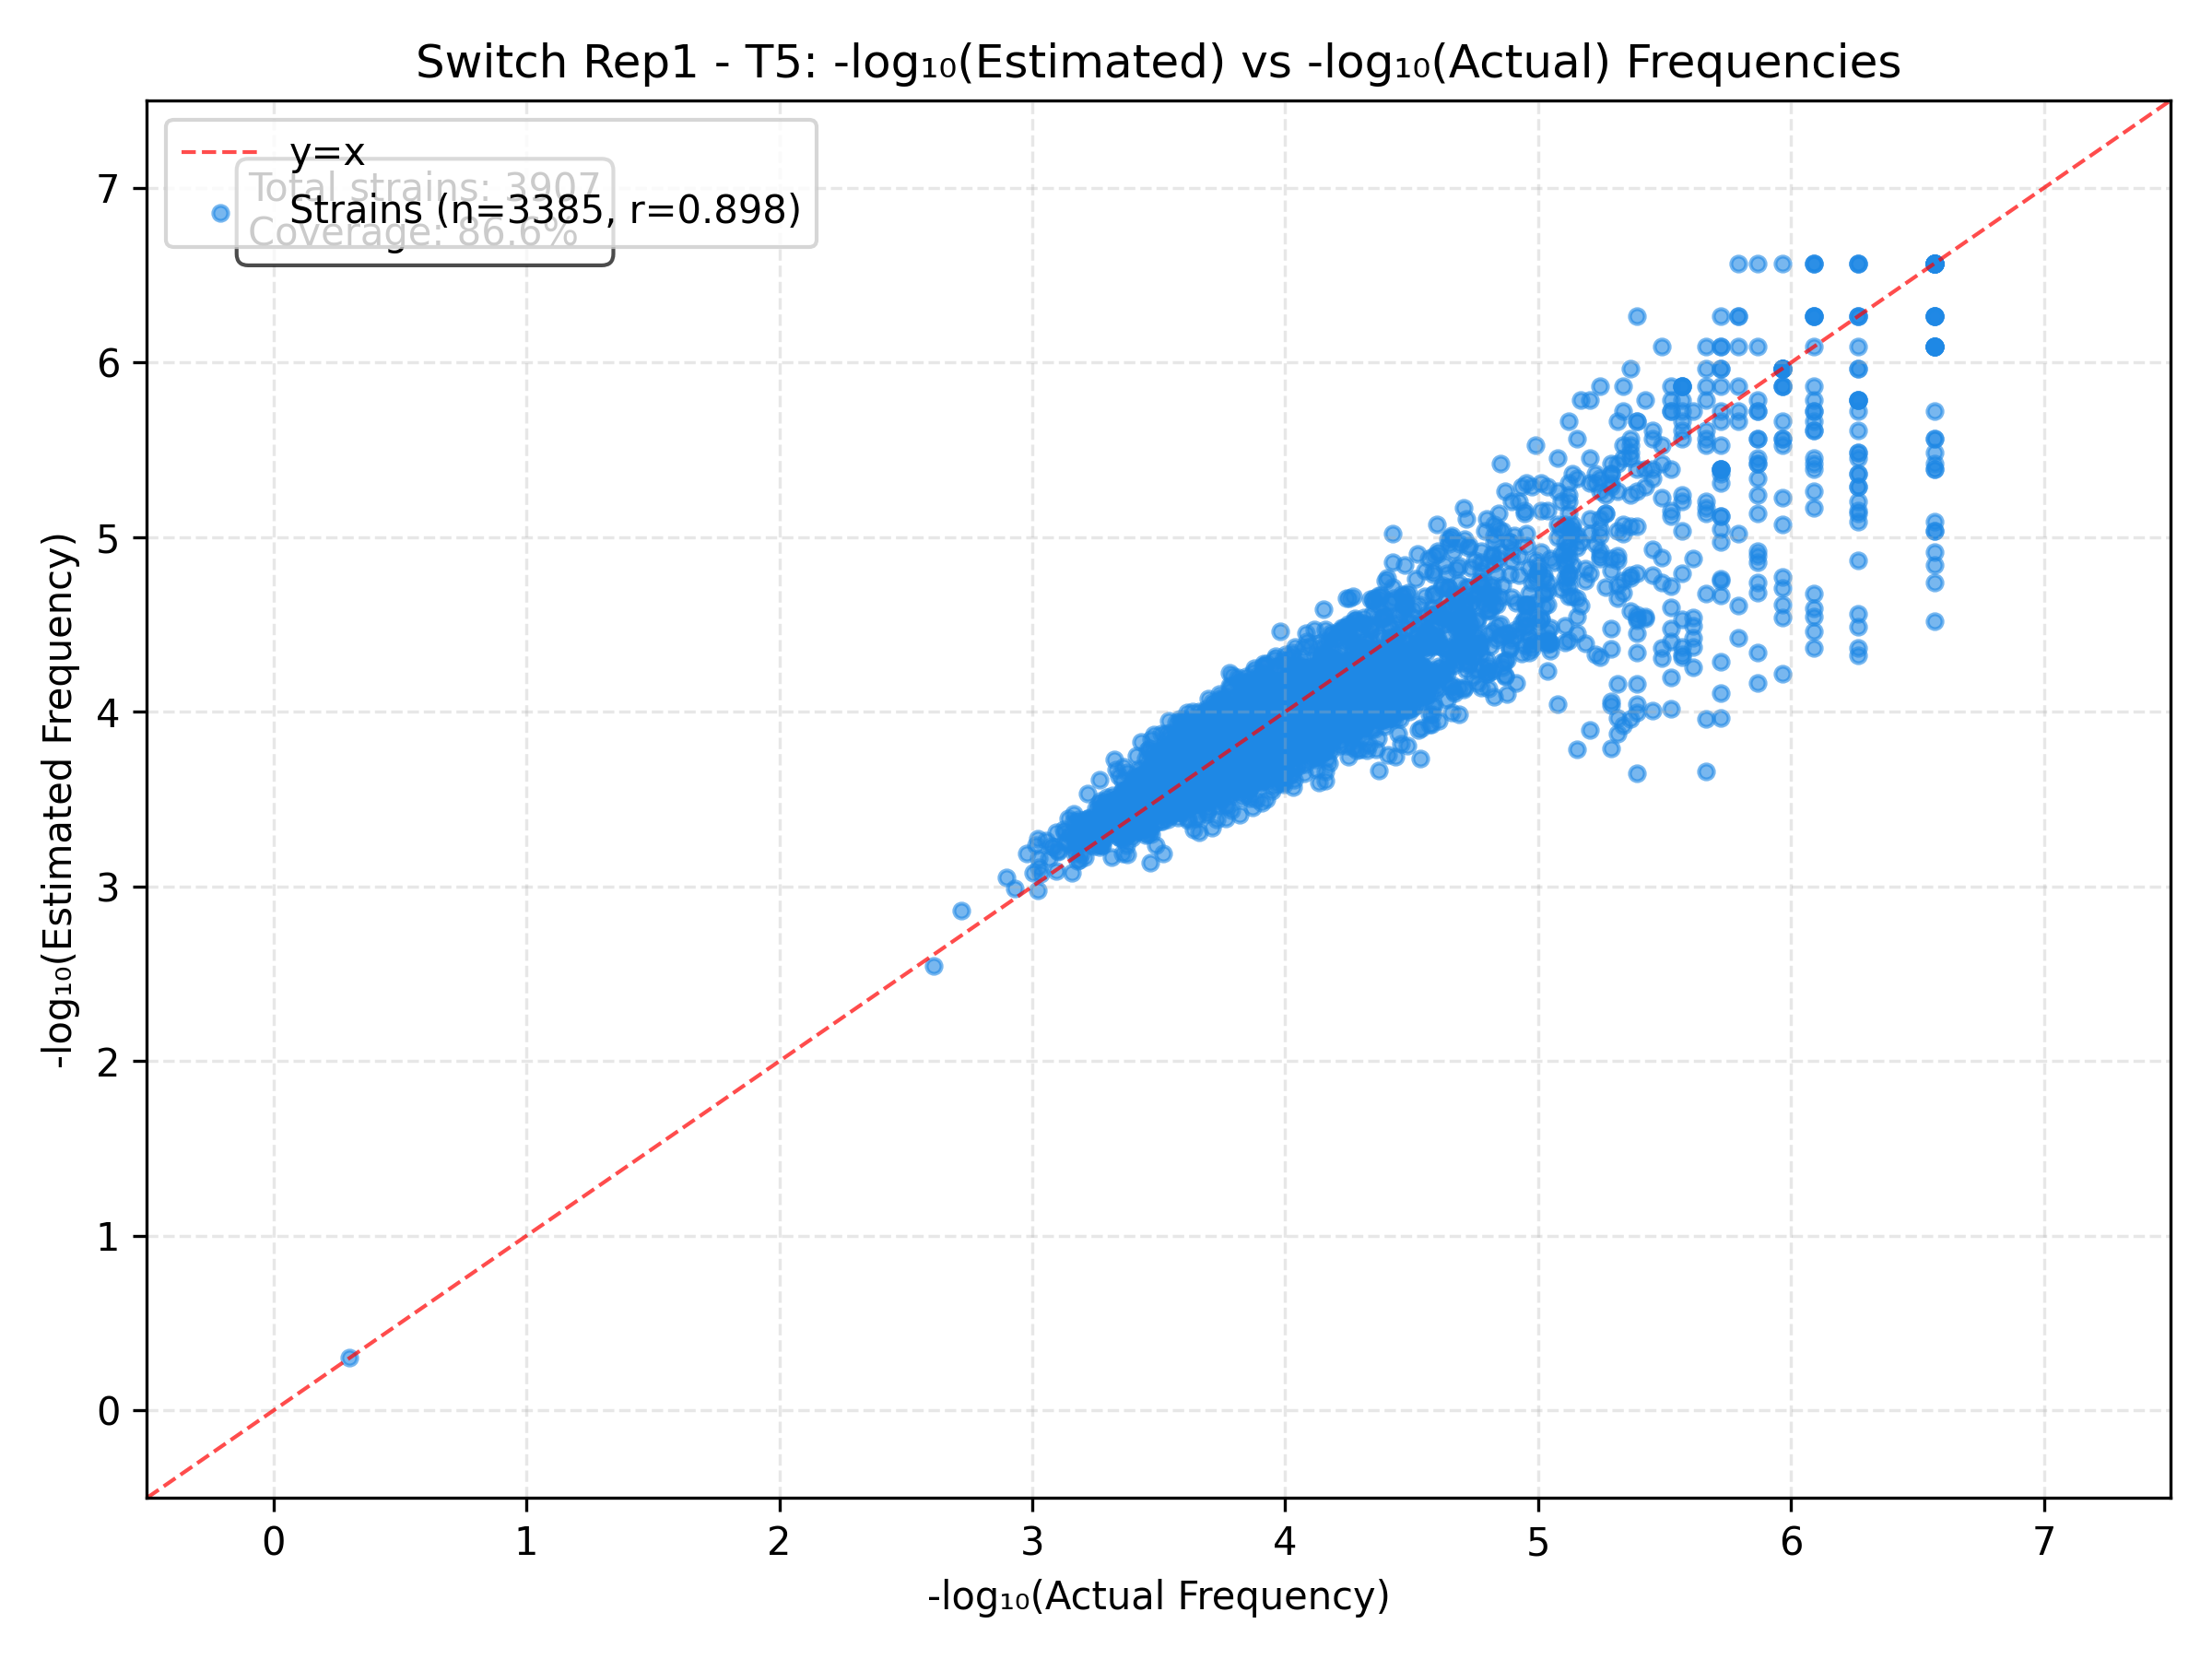 Switch Rep1 - T5: -log₁₀(Estimated) vs -log₁₀(Actual) Frequencies
y=x
Total strains: 3907
Strains (n=3385, r=0.898)
Coverage: 86.6%
-log₁₀(Estimated Frequency)
7
6
5
4
3
2
1
0
0 1 2 3 4 5 6 7
-log₁₀(Actual Frequency)